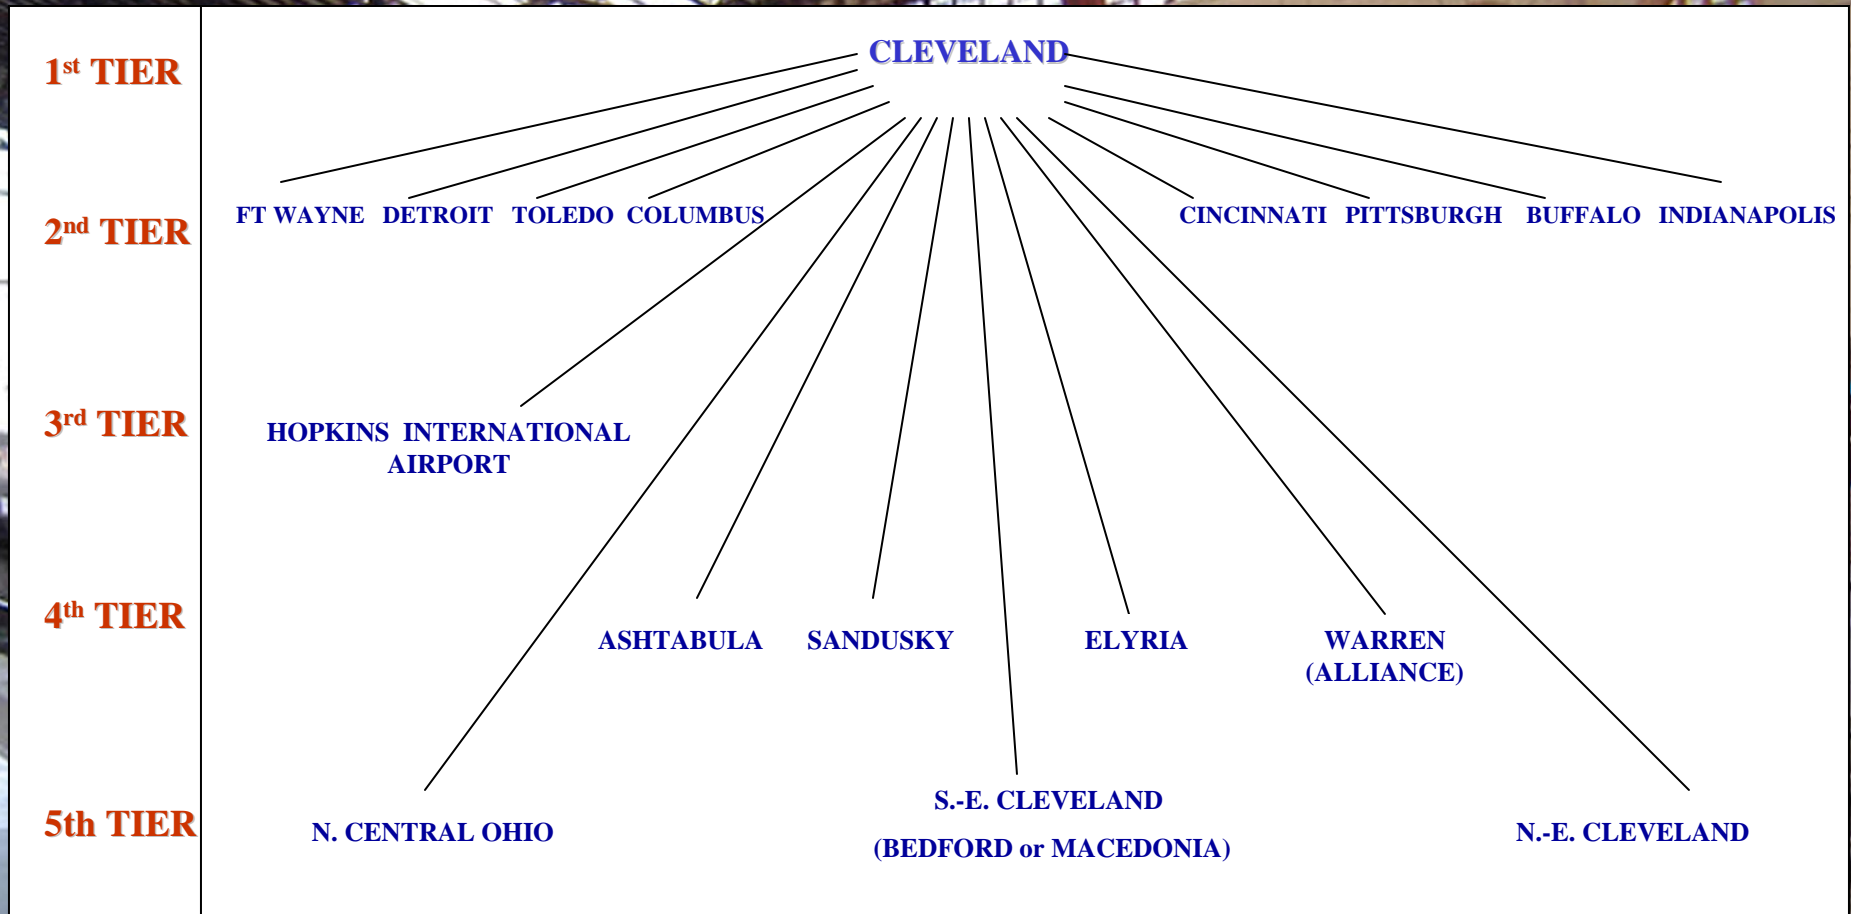 CLEVELAND
1st TIER
FT WAYNE DETROIT TOLEDO COLUMBUS CINCINNATI PITTSBURGH BUFFALO INDIANAPOLIS
2nd TIER
3rd TIER
HOPKINS INTERNATIONAL
AIRPORT
4th TIER
ASHTABULA SANDUSKY ELYRIA WARREN
(ALLIANCE)
5th TIER
S.-E. CLEVELAND
N. CENTRAL OHIO N.-E. CLEVELAND
(BEDFORD or MACEDONIA)